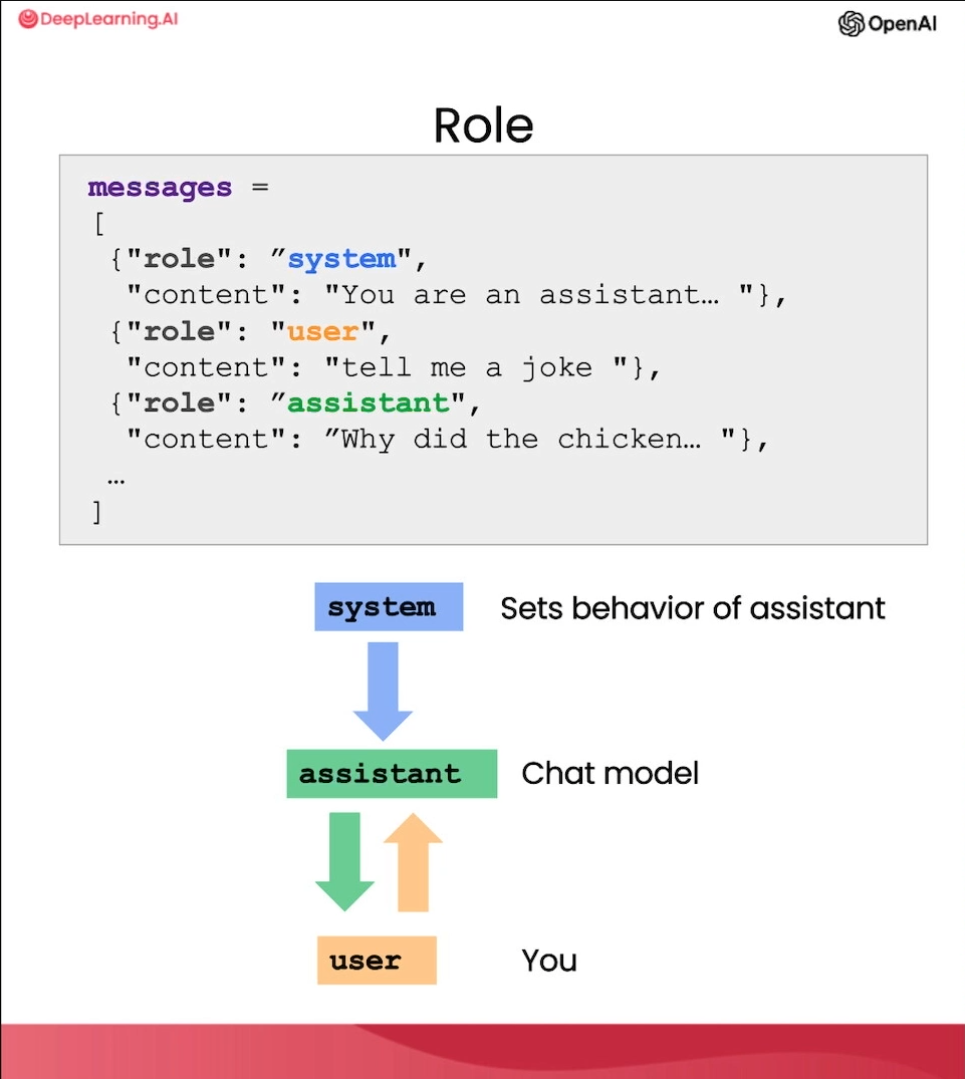 DeepLearning.AI
OpenAI
Role
messages =
[
{"role": ”system",
"content": "You are an assistant… "},
{"role": "user",
"content": "tell me a joke "},
{"role": ”assistant",
"content": ”Why did the chicken… "},
…
]
system Sets behavior of assistant
assistant Chat model
user You